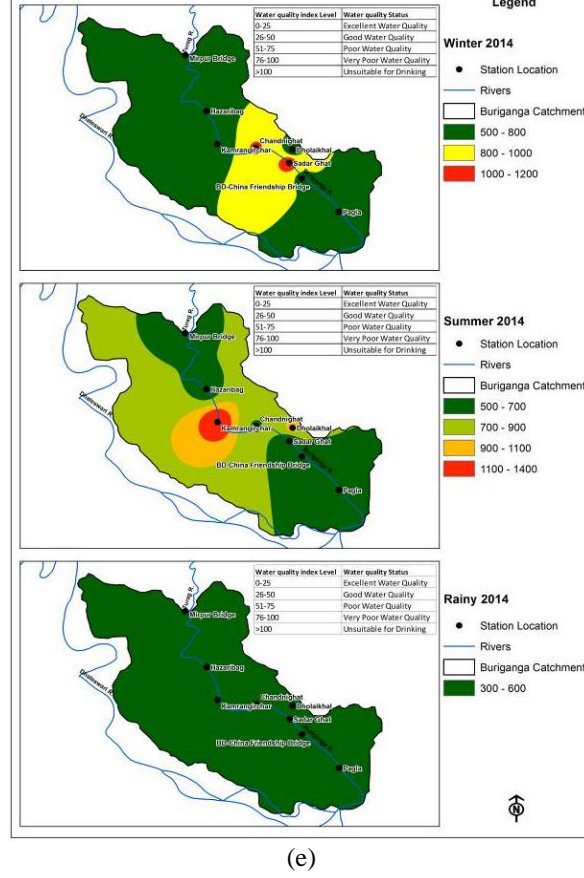 Legend
Water quality index Level Water quality Status
0-25 Excellent Water Quality
26-50 Good Water Quality
51-75 Poor Water Quality
76-100 Very Poor Water Quality
>100 Unsuitable for Drinking
Mirpur Bridge
Dhaleswari R.
Hazaribag
Chandnighat
Kamrangirchar
Dholaikhal
Sadar Ghat
BD-China Friendship Bridge
Pagla
Winter 2014
Station Location
Rivers
Buriganga Catchment
500 - 800
800 - 1000
1000 - 1200
Water quality index Level Water quality Status
0-25 Excellent Water Quality
26-50 Good Water Quality
51-75 Poor Water Quality
76-100 Very Poor Water Quality
>100 Unsuitable for Drinking
Mirpur Bridge
Dhaleswari R.
Hazaribag
Chandnighat
Kamrangirchar
Dholaikhal
Sadar Ghat
BD-China Friendship Bridge
Pagla
Summer 2014
Station Location
Rivers
Buriganga Catchment
500 - 700
700 - 900
900 - 1100
1100 - 1400
Water quality index Level Water quality Status
0-25 Excellent Water Quality
26-50 Good Water Quality
51-75 Poor Water Quality
76-100 Very Poor Water Quality
>100 Unsuitable for Drinking
Mirpur Bridge
Dhaleswari R.
Hazaribag
Chandnighat
Kamrangirchar
Dholaikhal
Sadar Ghat
BD-China Friendship Bridge
Pagla
Rainy 2014
Station Location
Rivers
Buriganga Catchment
300 - 600
(e)